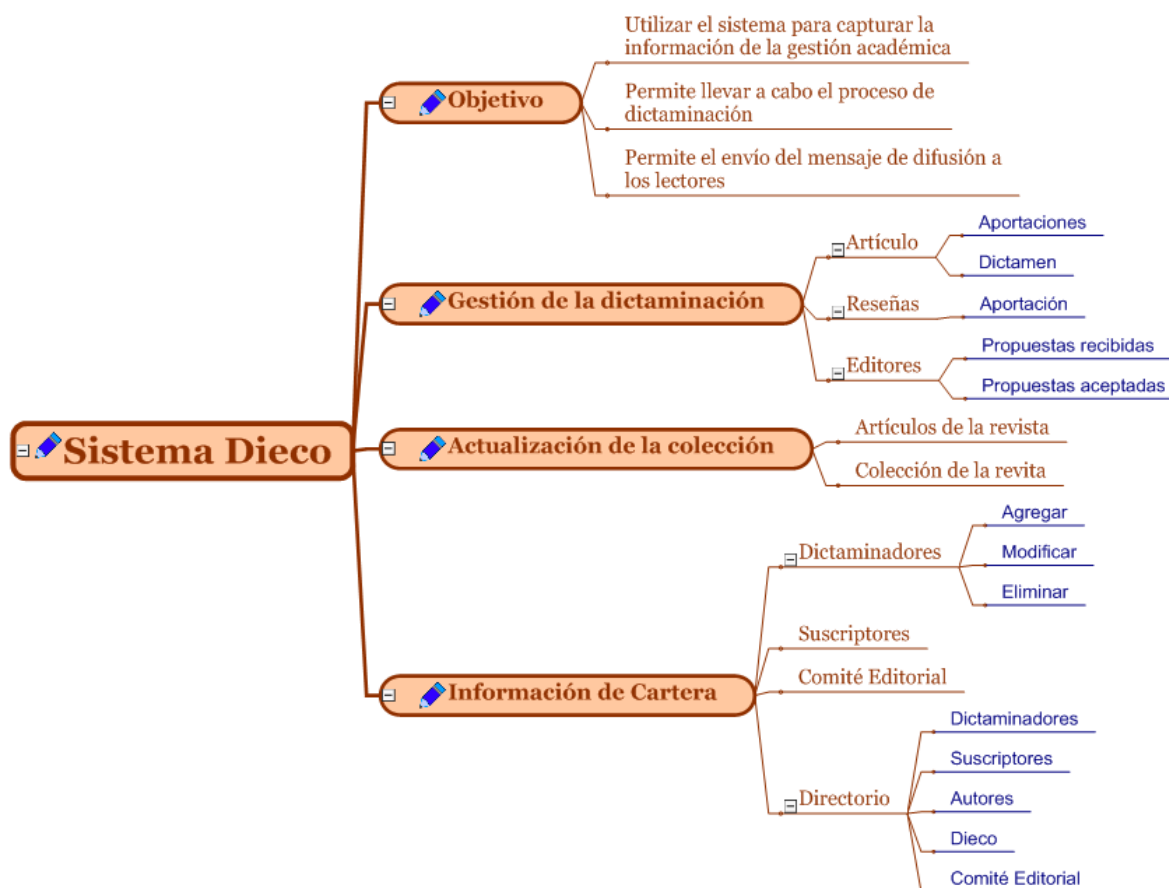 Utilizar el sistema para capturar la
información de la gestión académica
Objetivo
Permite llevar a cabo el proceso de
dictaminación
Permite el envío del mensaje de difusión a
los lectores
Gestión de la dictaminación
Artículo
Aportaciones
Dictamen
Reseñas
Aportación
Editores
Propuestas recibidas
Propuestas aceptadas
Sistema Dieco
Actualización de la colección
Artículos de la revista
Colección de la revita
Información de Cartera
Dictaminadores
Agregar
Modificar
Eliminar
Suscriptores
Comité Editorial
Directorio
Dictaminadores
Suscriptores
Autores
Dieco
Comité Editorial